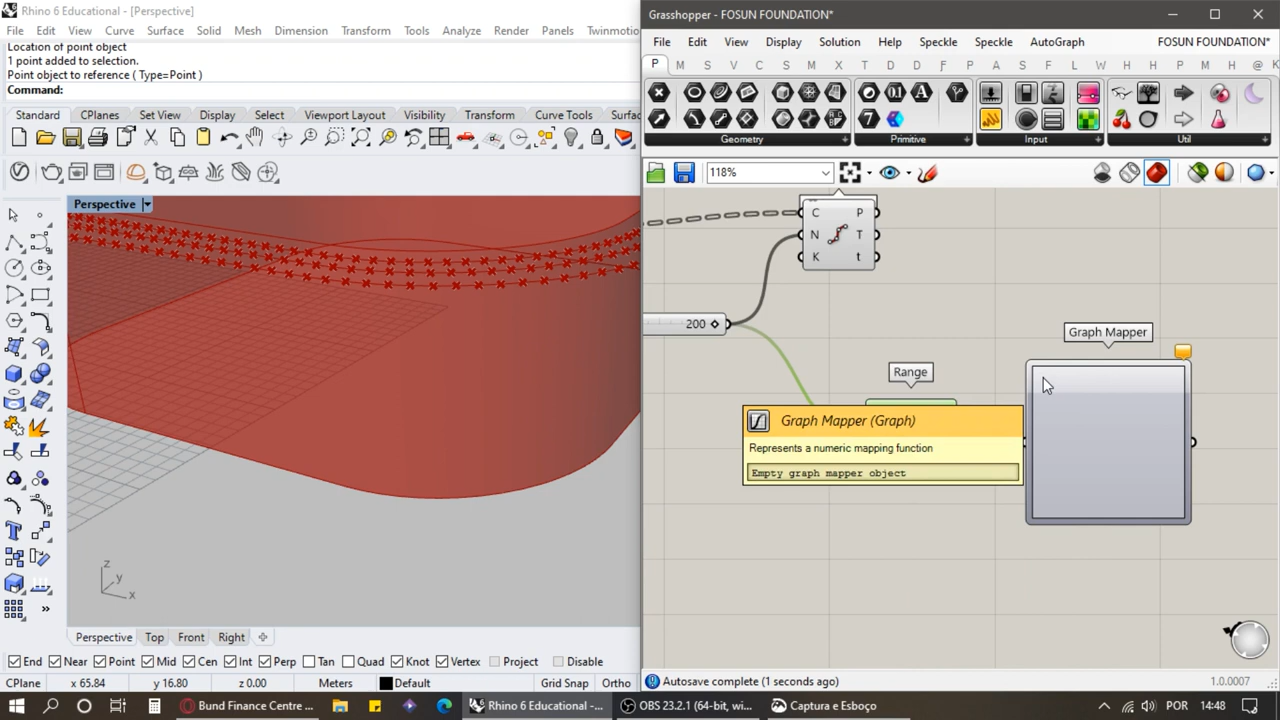 Rhino 6 Educational - [Perspective]
File Edit View Curve Surface Solid Mesh Dimension Transform Tools Analyze Render Panels Twinmotio
Location of point object
1 point added to selection.
Point object to reference ( Type=Point )
Command:
Standard CPlanes Set View Display Select Viewport Layout Visibility Transform Curve Tools
Perspective
z
y
x
Perspective Top Front Right
End Near Point Mid Cen Int Perp Tan Quad Knot Vertex Project Disable
CPlane x 65.84 y 16.80 z 0.00 Meters Default Grid Snap Ortho
Grasshopper - FOSUN FOUNDATION*
File Edit View Display Solution Help Speckle Speckle AutoGraph FOSUN FOUNDATION*
P M S V C S M X T D D F P A S F L W H H P M H @ K
Geometry Primitive Input Util
118%
C P
N T
K t
200
Graph Mapper
Range
Graph Mapper (Graph)
Represents a numeric mapping function
Empty graph mapper object
Autosave complete (1 seconds ago) 1.0.0007
Bund Finance Centre ... Rhino 6 Educational -... OBS 23.2.1 (64-bit, wi... Captura e Esboço POR 14:48